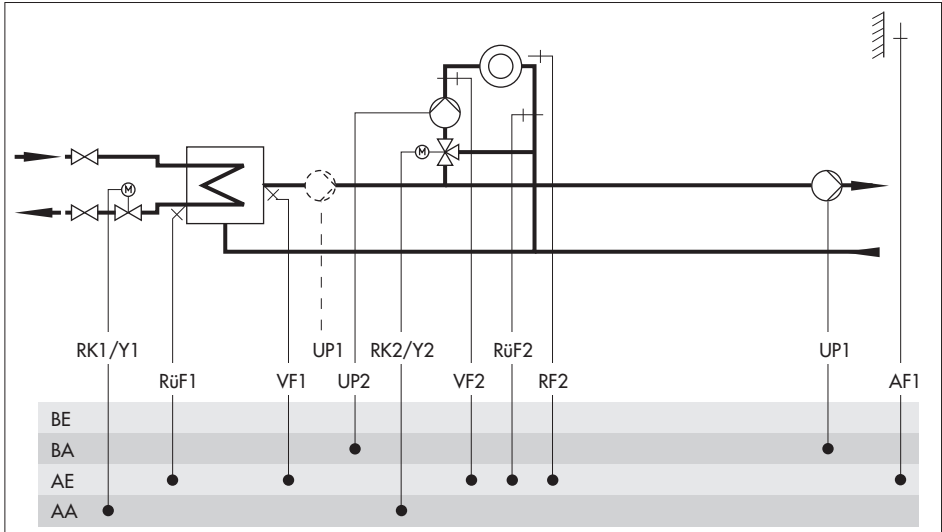 M
M
RK1/Y1 UP1 RK2/Y2 RüF2 UP1
RüF1 VF1 UP2 VF2 RF2 AF1
BE
BA
AE
AA